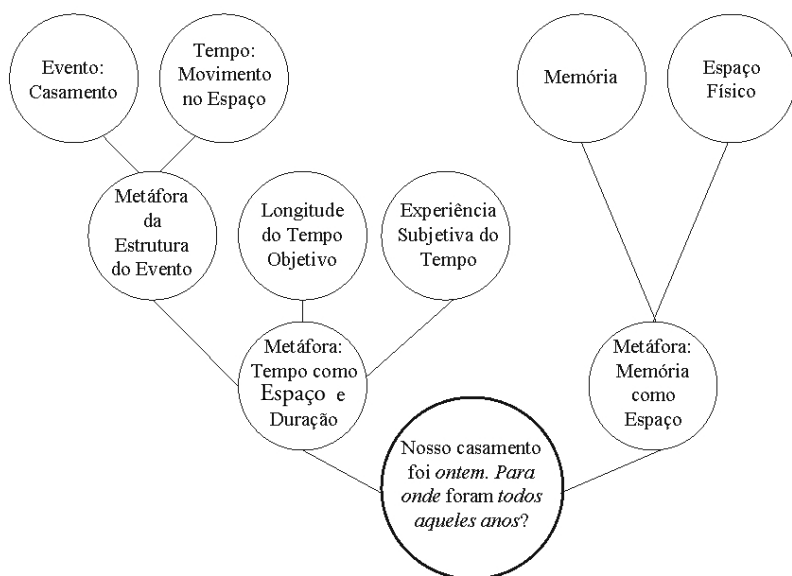 Evento:
Casamento
Tempo:
Movimento
no Espaço
Memória
Espaço
Físico
Metáfora
da
Estrutura
do Evento
Longitude
do Tempo
Objetivo
Experiência
Subjetiva do
Tempo
Metáfora:
Tempo como
Espaço e
Duração
Metáfora:
Memória
como
Espaço
Nosso casamento
foi ontem. Para
onde foram todos
aqueles anos?